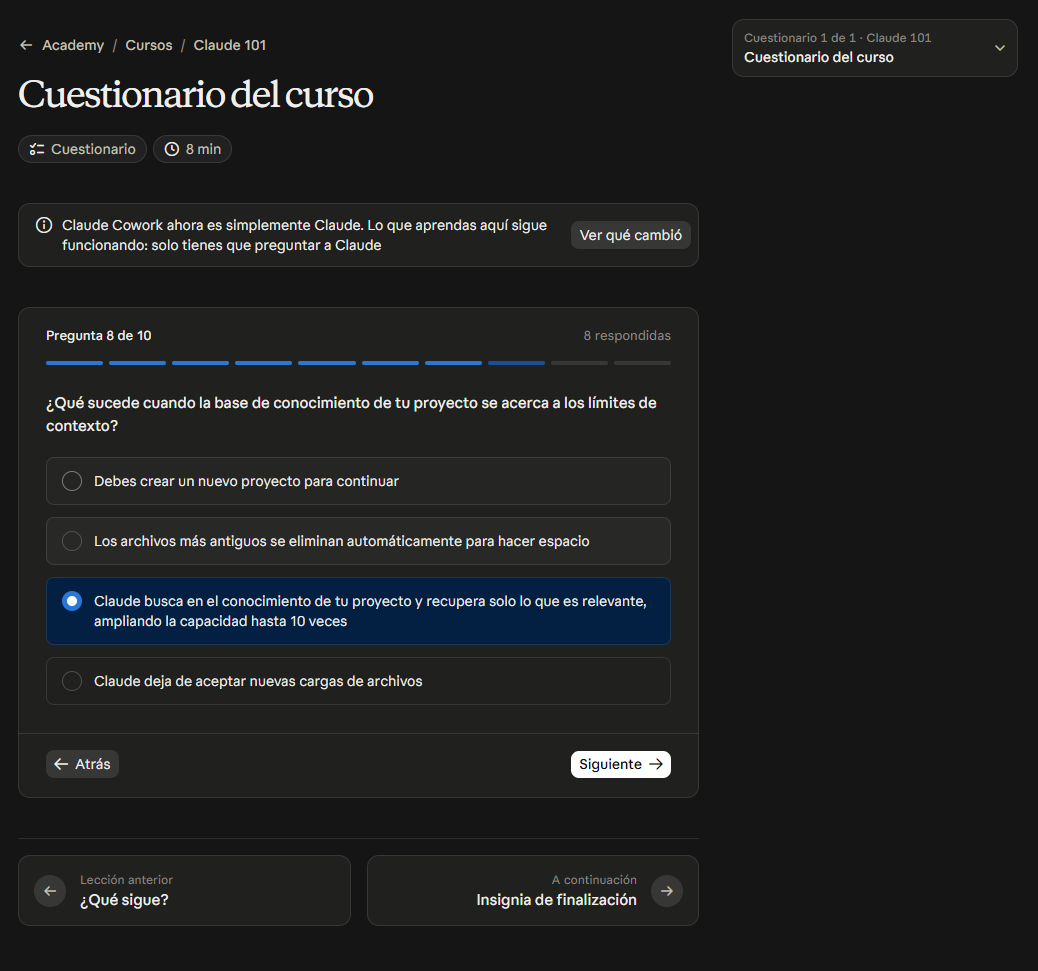 Academy / Cursos / Claude 101
Cuestionario 1 de 1 · Claude 101
Cuestionario del curso
Cuestionario del curso
Cuestionario
8 min
Claude Cowork ahora es simplemente Claude. Lo que aprendas aquí sigue
funcionando: solo tienes que preguntar a Claude
Ver qué cambió
Pregunta 8 de 10
8 respondidas
¿Qué sucede cuando la base de conocimiento de tu proyecto se acerca a los límites de
contexto?
Debes crear un nuevo proyecto para continuar
Los archivos más antiguos se eliminan automáticamente para hacer espacio
Claude busca en el conocimiento de tu proyecto y recupera solo lo que es relevante,
ampliando la capacidad hasta 10 veces
Claude deja de aceptar nuevas cargas de archivos
Atrás
Siguiente
Lección anterior
¿Qué sigue?
A continuación
Insignia de finalización